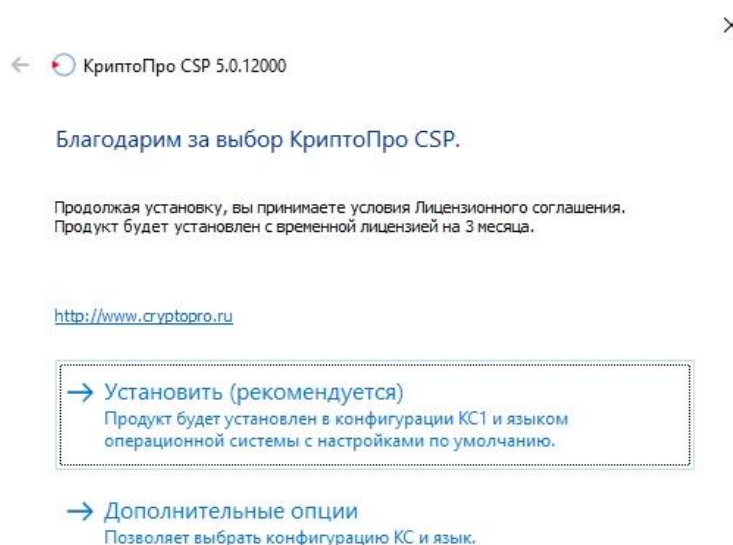 КриптоПро CSP 5.0.12000
Благодарим за выбор КриптоПро CSP.
Продолжая установку, вы принимаете условия Лицензионного соглашения.
Продукт будет установлен с временной лицензией на 3 месяца.
http://www.cryptopro.ru
Установить (рекомендуется)
Продукт будет установлен в конфигурации КС1 и языком
операционной системы с настройками по умолчанию.
Дополнительные опции
Позволяет выбрать конфигурацию КС и язык.